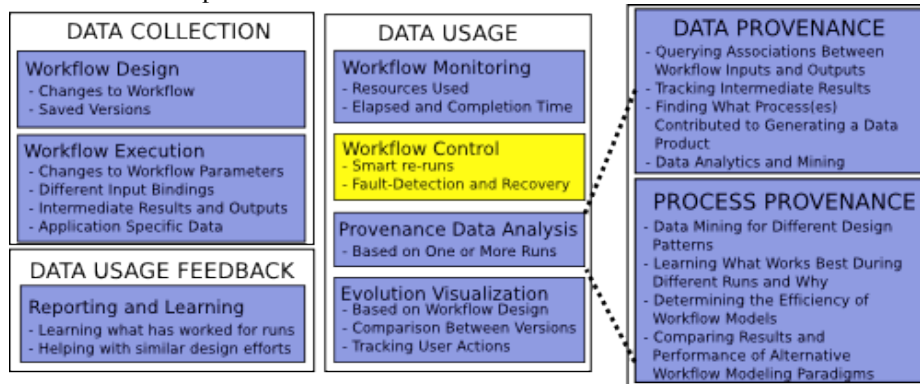 DATA COLLECTION
Workflow Design
- Changes to Workflow
- Saved Versions
Workflow Execution
- Changes to Workflow Parameters
- Different Input Bindings
- Intermediate Results and Outputs
- Application Specific Data
DATA USAGE FEEDBACK
Reporting and Learning
- Learning what has worked for runs
- Helping with similar design efforts
DATA USAGE
Workflow Monitoring
- Resources Used
- Elapsed and Completion Time
Workflow Control
- Smart re-runs
- Fault-Detection and Recovery
Provenance Data Analysis
- Based on One or More Runs
Evolution Visualization
- Based on Workflow Design
- Comparison Between Versions
- Tracking User Actions
DATA PROVENANCE
- Querying Associations Between
Workflow Inputs and Outputs
- Tracking Intermediate Results
- Finding What Process(es)
Contributed to Generating a Data
Product
- Data Analytics and Mining
PROCESS PROVENANCE
- Data Mining for Different Design
Patterns
- Learning What Works Best During
Different Runs and Why
- Determining the Efficiency of
Workflow Models
- Comparing Results and
Performance of Alternative
Workflow Modeling Paradigms